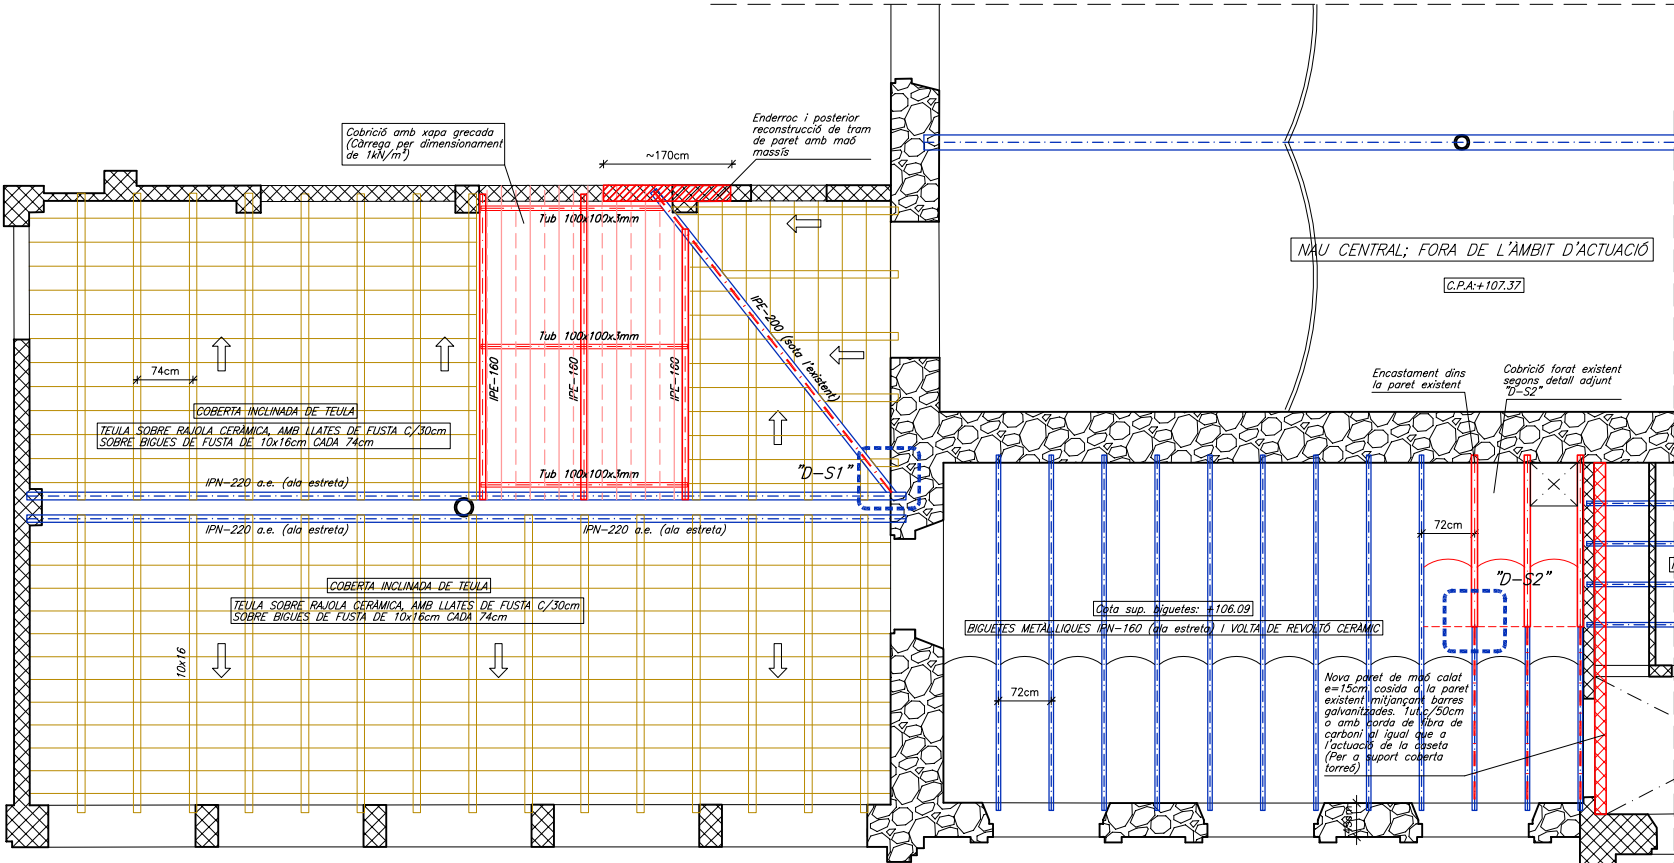 Cobrició amb xapa grecada
(Càrrega per dimensionament
de 1kN/m²)
~170cm
Enderroc i posterior
reconstrucció de tram
de paret amb maó
massís
Tub 100x100x3mm
Tub 100x100x3mm
Tub 100x100x3mm
IPE-160
IPE-160
IPE-160
IPE-200 (sota l'existent)
74cm
COBERTA INCLINADA DE TEULA
TEULA SOBRE RAJOLA CERÀMICA, AMB LLATES DE FUSTA C/30cm
SOBRE BIGUES DE FUSTA DE 10x16cm CADA 74cm
IPN-220 a.e. (ala estreta)
IPN-220 a.e. (ala estreta)
IPN-220 a.e. (ala estreta)
"D-S1"
COBERTA INCLINADA DE TEULA
TEULA SOBRE RAJOLA CERÀMICA, AMB LLATES DE FUSTA C/30cm
SOBRE BIGUES DE FUSTA DE 10x16cm CADA 74cm
10x16
NAU CENTRAL; FORA DE L'ÀMBIT D'ACTUACIÓ
C.P.A:+107.37
Encastament dins
la paret existent
Cobrició forat existent
segons detall adjunt
"D-S2"
72cm
"D-S2"
Cota sup. biguetes: +106.09
BIGUETES METÀL·LIQUES IPN-160 (ala estreta) I VOLTA DE REVOLTÓ CERÀMIC
72cm
Nova paret de maó calat
e=15cm cosida a la paret
existent mitjançant barres
galvanitzades. 1ut.c/50cm
o amb corda de fibra de
carboni al igual que a
l'actuació de la caseta
(Per a suport coberta
torreó)